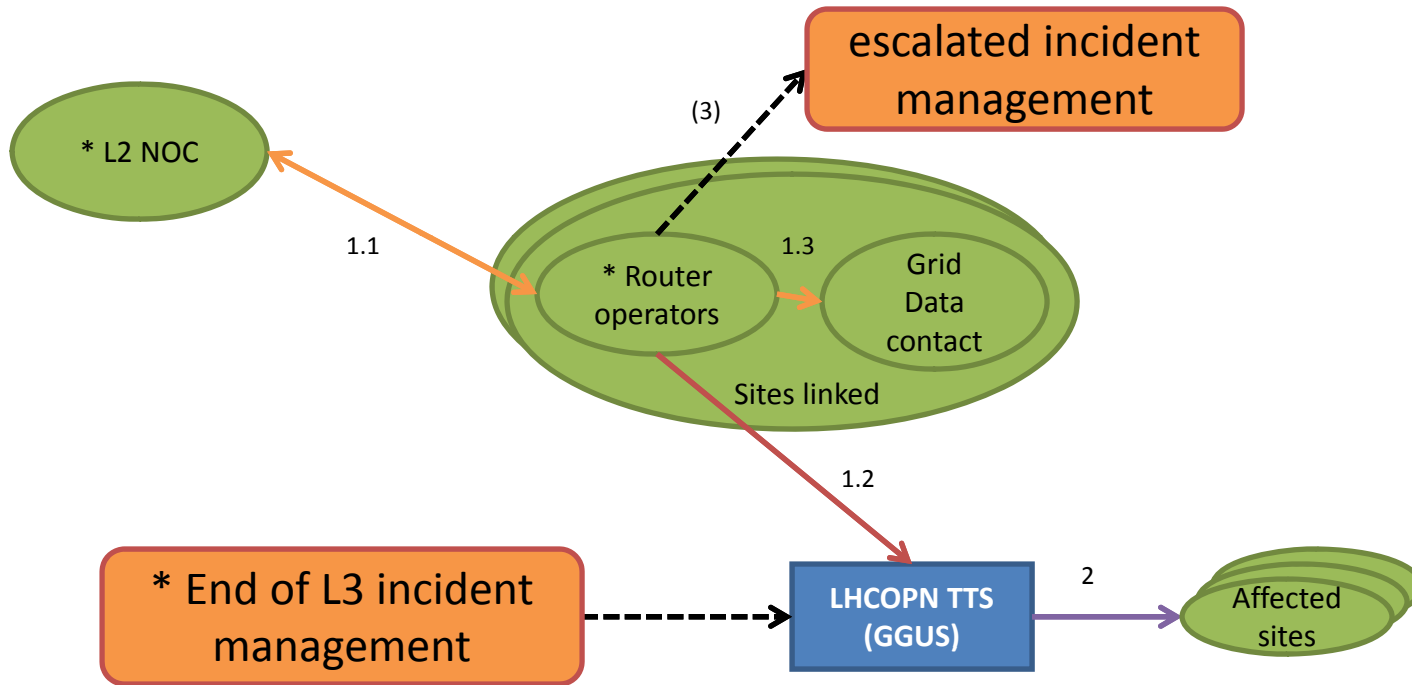 escalated incident
management
(3)
* L2 NOC
1.1
1.3
* Router
operators
Grid
Data
contact
Sites linked
1.2
* End of L3 incident
management
LHCOPN TTS
(GGUS)
2
Affected
sites